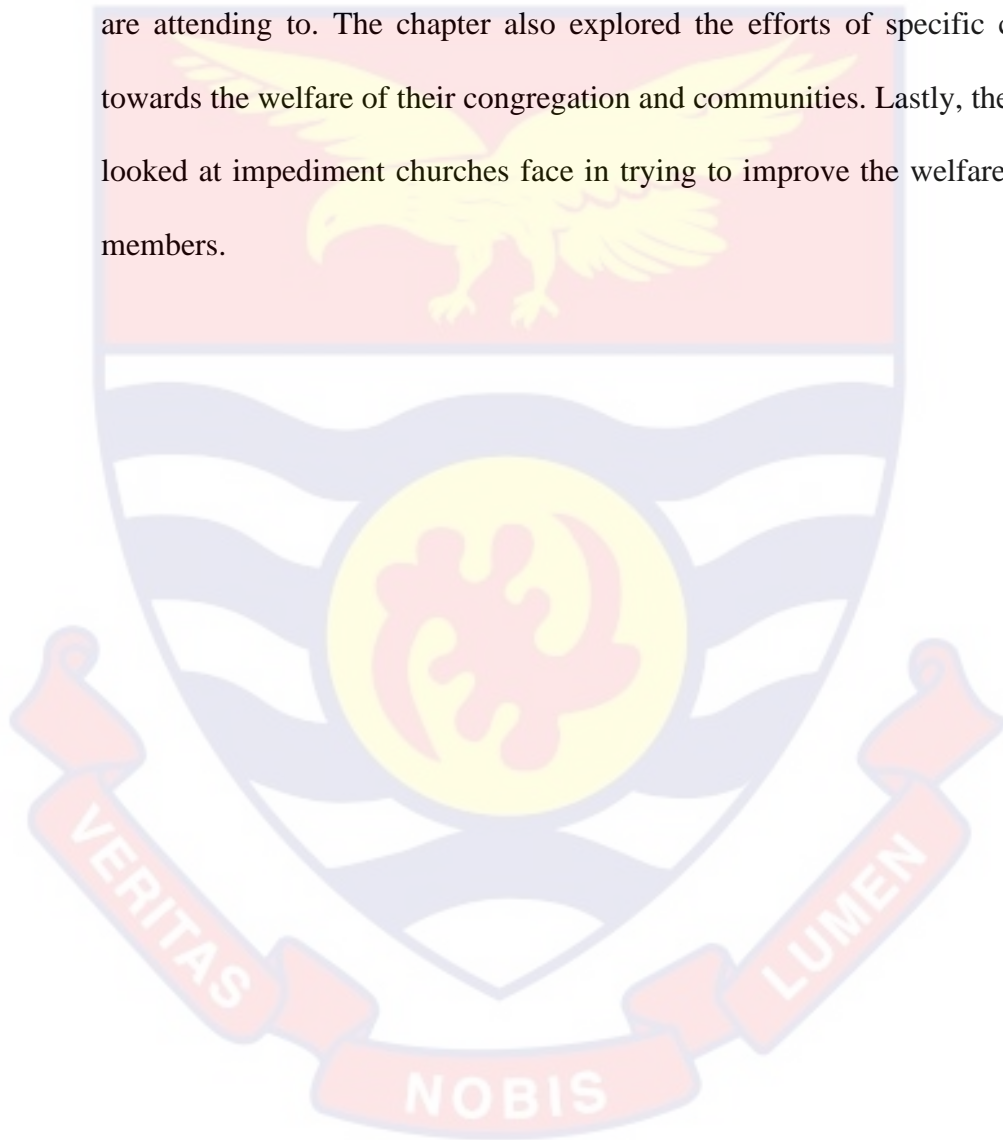 are attending to. The chapter also explored the efforts of specific
towards the welfare of their congregation and communities. Lastly, the
looked at impediment churches face in trying to improve the welfare
members.
VERITAS
NOBIS
LUMEN